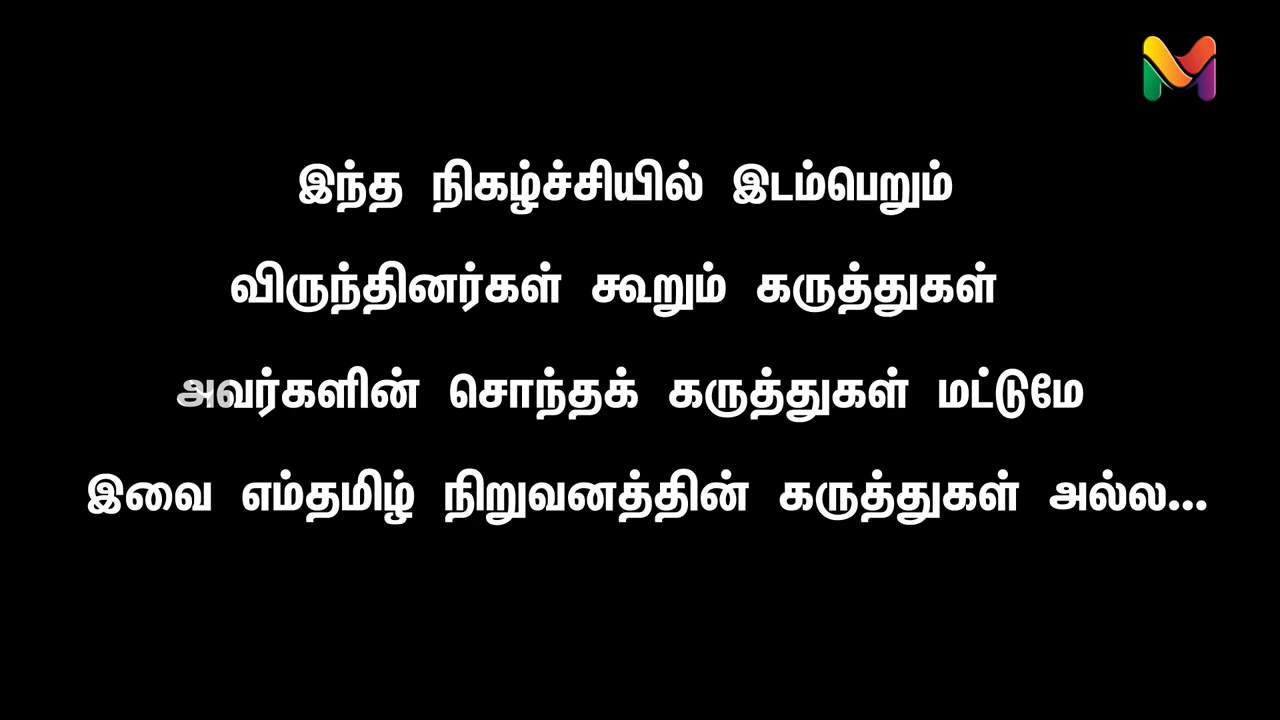 இந்த நிகழ்ச்சியில் இடம்பெறும்
விருந்தினர்கள் கூறும் கருத்துகள்
அவர்களின் சொந்தக் கருத்துகள் மட்டுமே
இவை எம்தமிழ் நிறுவனத்தின் கருத்துகள் அல்ல...